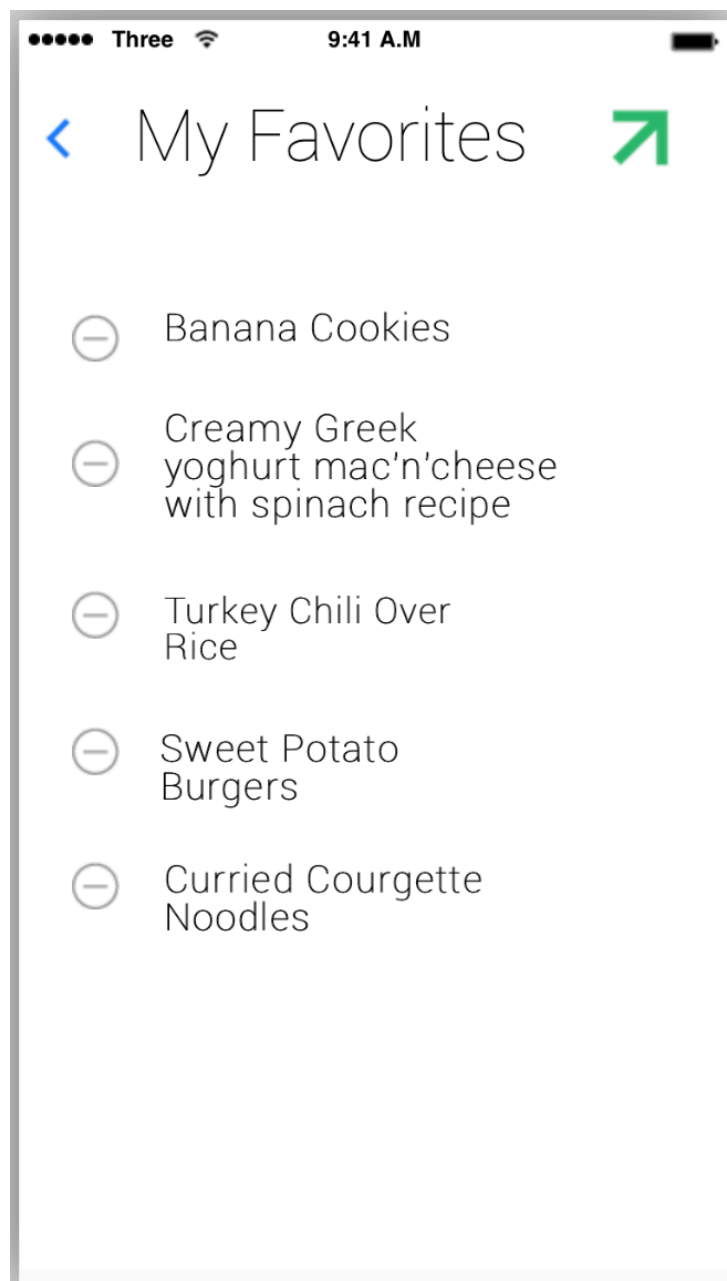 Three 9:41 A.M
My Favorites
Banana Cookies
Creamy Greek
yoghurt mac'n'cheese
with spinach recipe
Turkey Chili Over
Rice
Sweet Potato
Burgers
Curried Courgette
Noodles